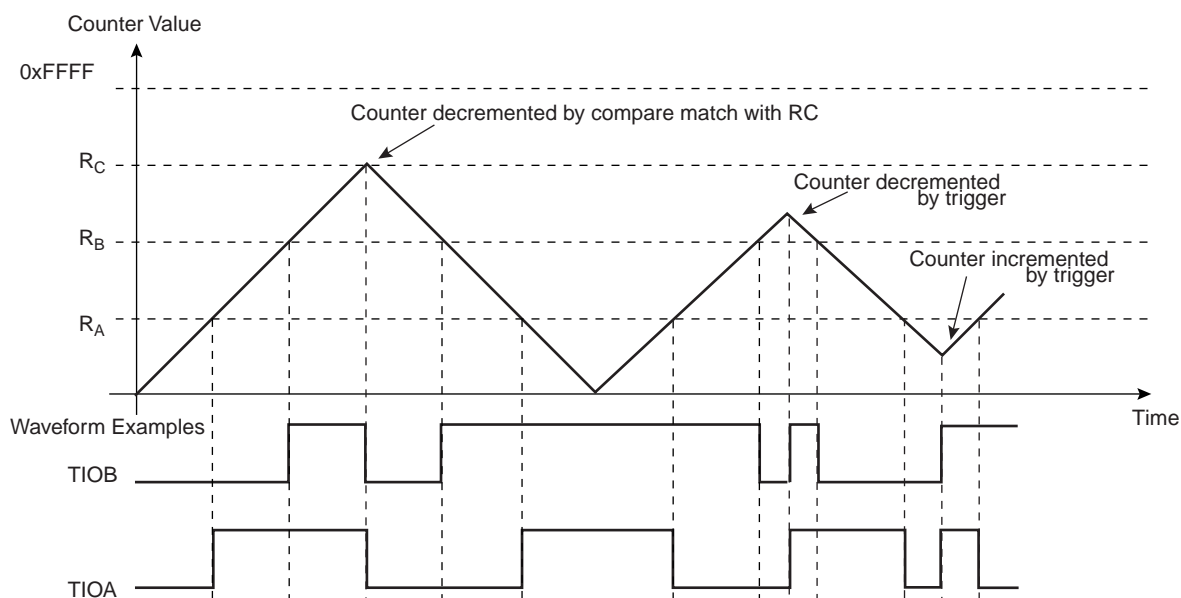 Counter Value
0xFFFF
Counter decremented by compare match with RC
RC
Counter decremented
by trigger
RB
Counter incremented
by trigger
RA
Time
Waveform Examples
TIOB
TIOA